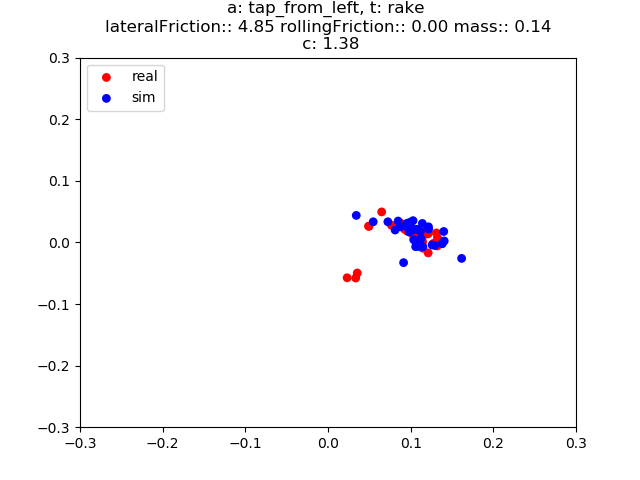 a: tap_from_left, t: rake
lateralFriction:: 4.85 rollingFriction:: 0.00 mass:: 0.14
c: 1.38
real
sim
0.3
0.2
0.1
0.0
−0.1
−0.2
−0.3
−0.3 −0.2 −0.1 0.0 0.1 0.2 0.3